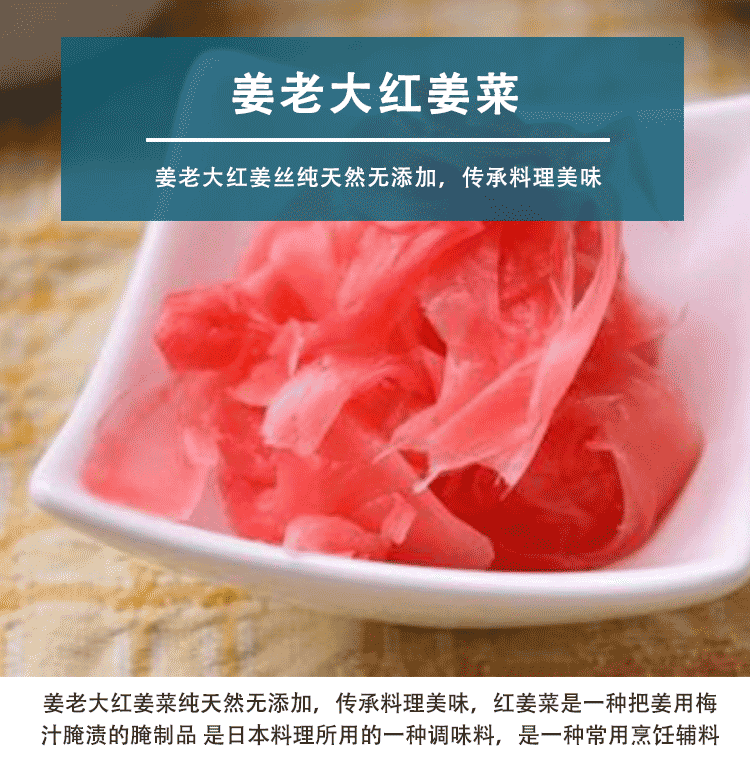 姜老大红姜菜
姜老大红姜丝纯天然无添加，传承料理美味
姜老大红姜菜纯天然无添加，传承料理美味，红姜菜是一种把姜用梅
汁腌渍的腌制品 是日本料理所用的一种调味料，是一种常用烹饪辅料